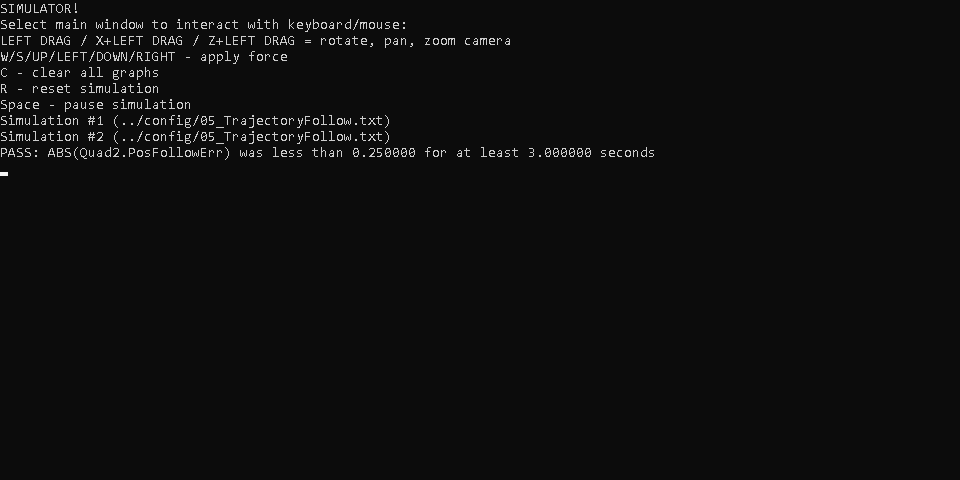 SIMULATOR!
Select main window to interact with keyboard/mouse:
LEFT DRAG / X+LEFT DRAG / Z+LEFT DRAG = rotate, pan, zoom camera
W/S/UP/LEFT/DOWN/RIGHT - apply force
C - clear all graphs
R - reset simulation
Space - pause simulation
Simulation #1 (../config/05_TrajectoryFollow.txt)
Simulation #2 (../config/05_TrajectoryFollow.txt)
PASS: ABS(Quad2.PosFollowErr) was less than 0.250000 for at least 3.000000 seconds